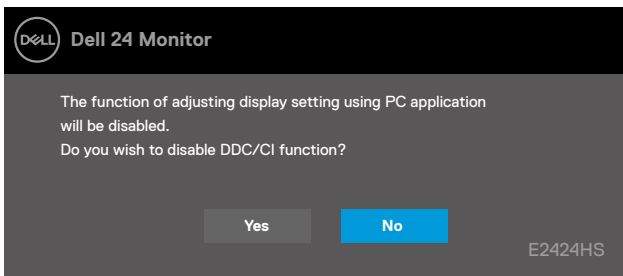 DELL Dell 24 Monitor
The function of adjusting display setting using PC application
will be disabled.
Do you wish to disable DDC/CI function?
Yes No
E2424HS